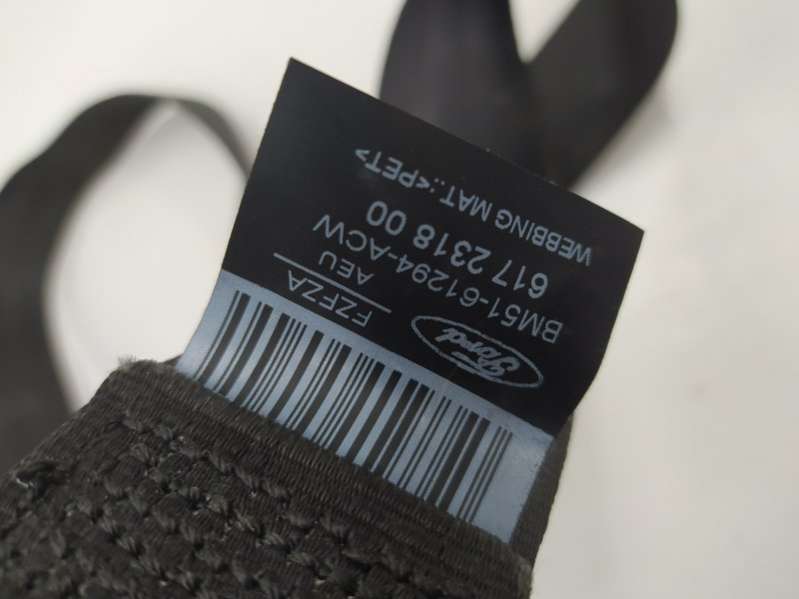 Ford
BM51-61294-ACW
617 2318 00
WEBBING MAT.:<PET>
FZFZA
AEU